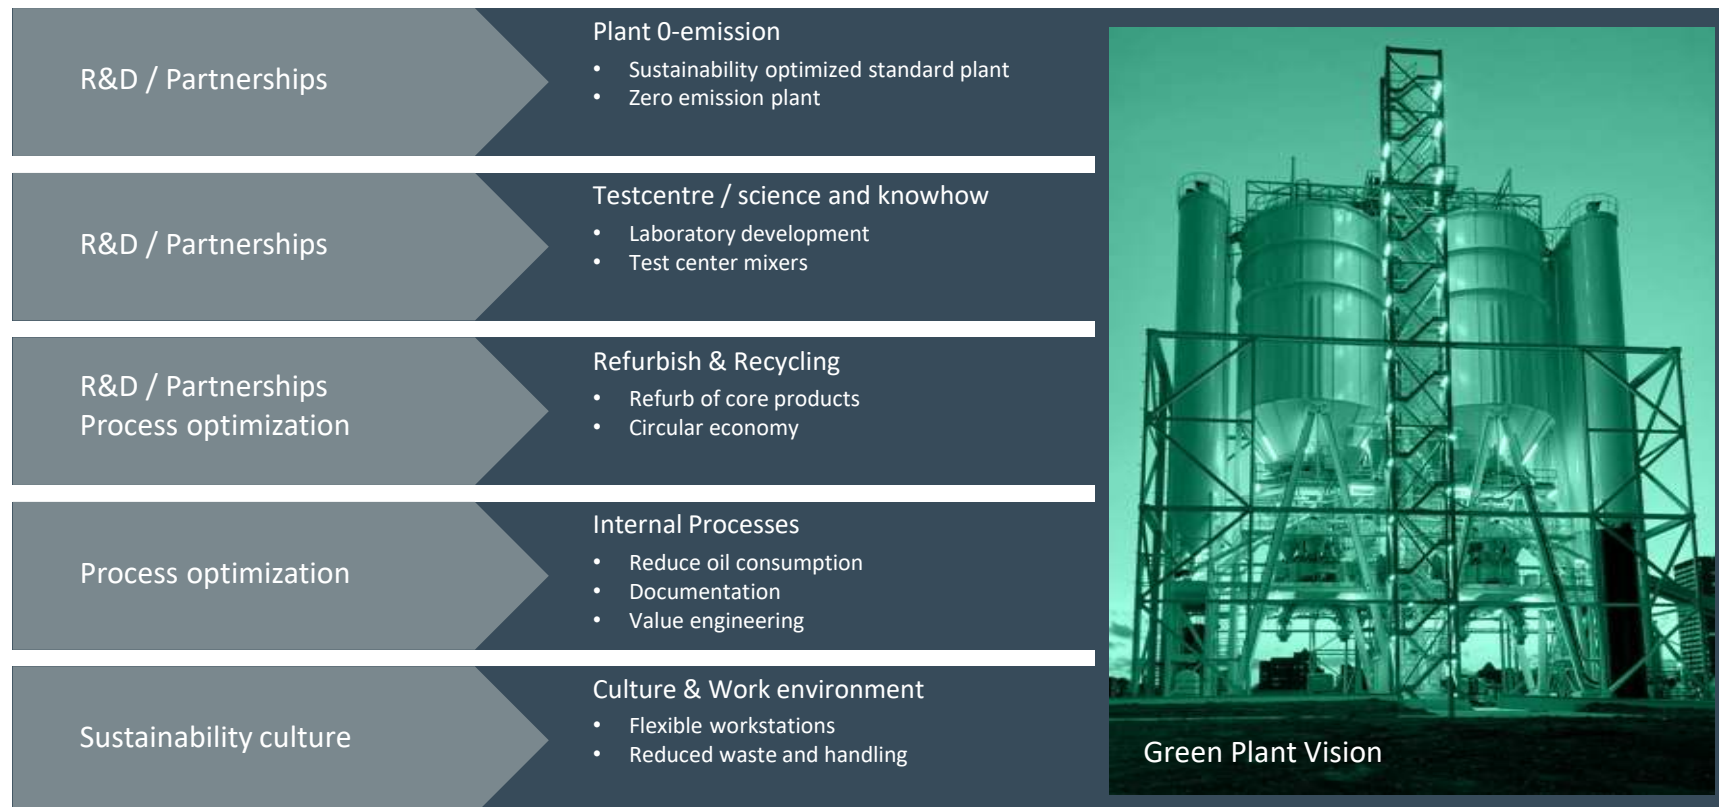 R&D / Partnerships
Plant 0-emission
• Sustainability optimized standard plant
• Zero emission plant
R&D / Partnerships
Testcentre / science and knowhow
• Laboratory development
• Test center mixers
R&D / Partnerships
Process optimization
Refurbish & Recycling
• Refurb of core products
• Circular economy
Process optimization
Internal Processes
• Reduce oil consumption
• Documentation
• Value engineering
Sustainability culture
Culture & Work environment
• Flexible workstations
• Reduced waste and handling
Green Plant Vision